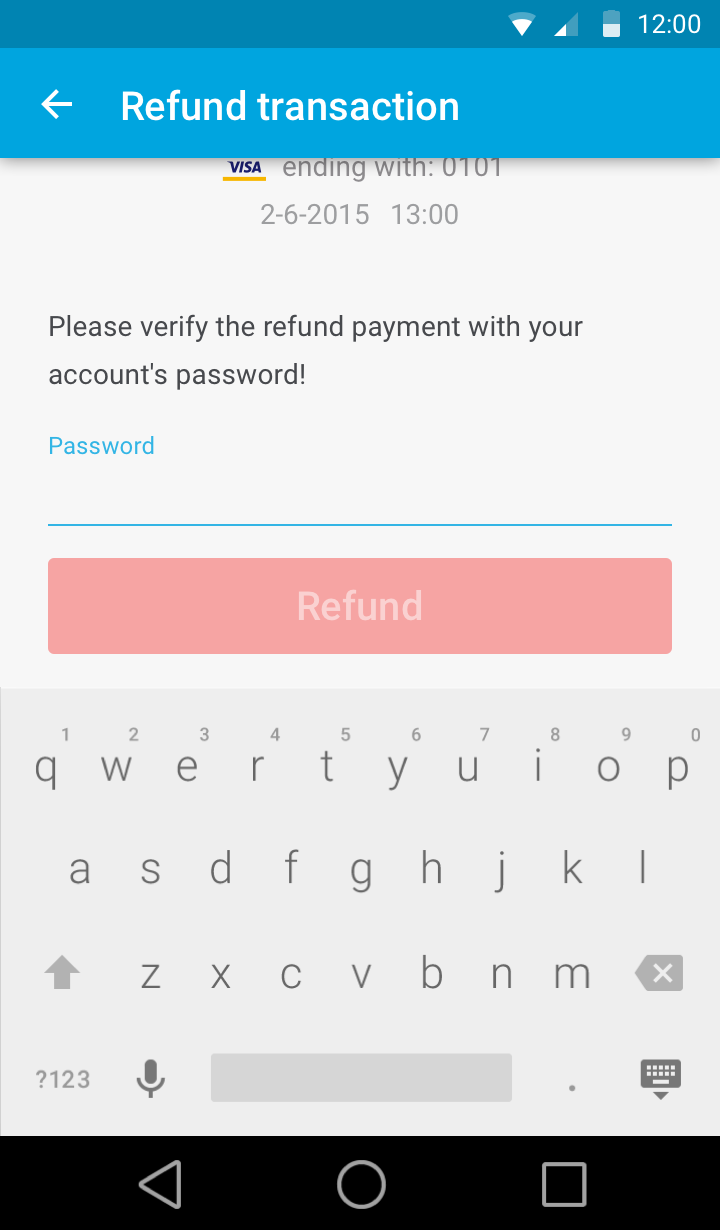 12:00
Refund transaction
VISA ending with: 0101
2-6-2015 13:00
Please verify the refund payment with your
account's password!
Password
Refund
1 2 3 4 5 6 7 8 9 0
q w e r t y u i o p
a s d f g h j k l
z x c v b n m
?123 .